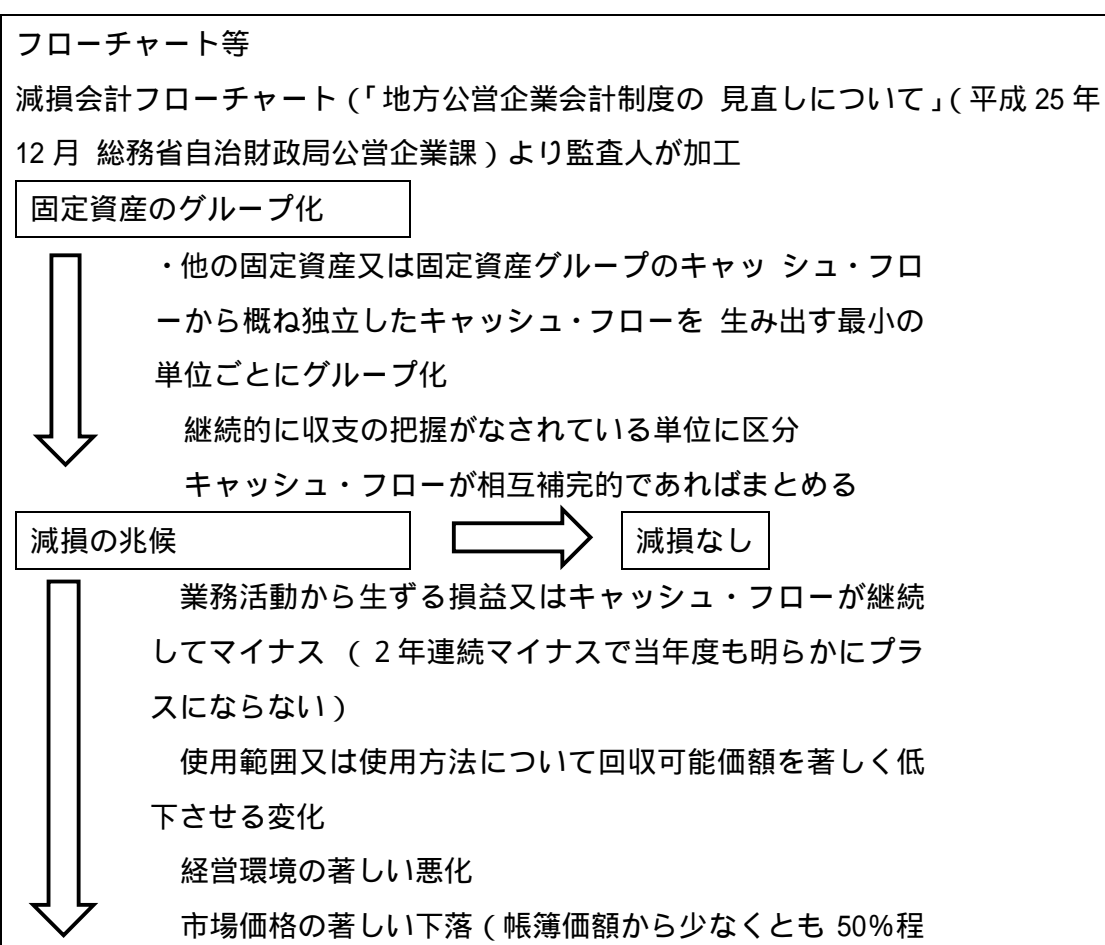 フローチャート等
減損会計フローチャート(「地方公営企業会計制度の 見直しについて」(平成 25 年
12 月 総務省自治財政局公営企業課)より監査人が加工
固定資産のグループ化
・他の固定資産又は固定資産グループのキャッ シュ・フロ
ーから概ね独立したキャッシュ・フローを 生み出す最小の
単位ごとにグループ化
継続的に収支の把握がなされている単位に区分
キャッシュ・フローが相互補完的であればまとめる
減損の兆候
減損なし
業務活動から生ずる損益又はキャッシュ・フローが継続
してマイナス (2年連続マイナスで当年度も明らかにプラ
スにならない)
使用範囲又は使用方法について回収可能価額を著しく低
下させる変化
経営環境の著しい悪化
市場価格の著しい下落(帳簿価額から少なくとも 50%程